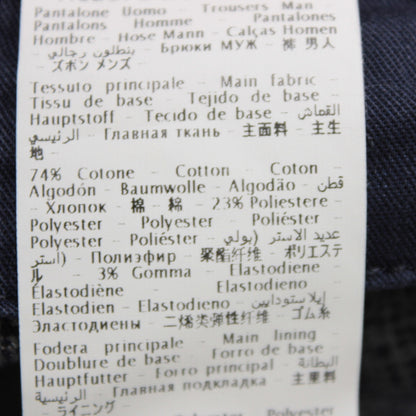 Pantalone Uomo - Trousers Man -
Pantalons Homme - Pantalones
Hombre - Hose Mann - Calças Homen
بنطلون رجالي - Брюки МУЖ - 裤 男人
- ズボン メンズ -
Tessuto principale - Main fabric -
Tissu de base - Tejido de base -
Hauptstoff - Tecido de base - القماش
الرئيسي - Главная ткань - 主面料 - 主生
地 -
74% Cotone - Cotton - Coton -
Algodón - Baumwolle - Algodão - قطن
- Хлопок - 棉 - 綿 - 23% Poliestere -
Polyester - Polyester - Poliéster -
Polyester - Poliéster - عديد الاستر (بولي
استر) - Полиэфир - 聚酯纤维 - ポリエステ
ル - 3% Gomma - Elastodiene -
Élastodiène - Elastodieno -
Elastodien - Elastodieno - إيلاستودايين -
Эластодиены - 二烯类弹性纤维 - ゴム糸
Fodera principale - Main lining -
Doublure de base - Forro de base -
Hauptfutter - Forro principal - البطانة
الرئيسية - Главная подкладка - 主里料
- ライニング -